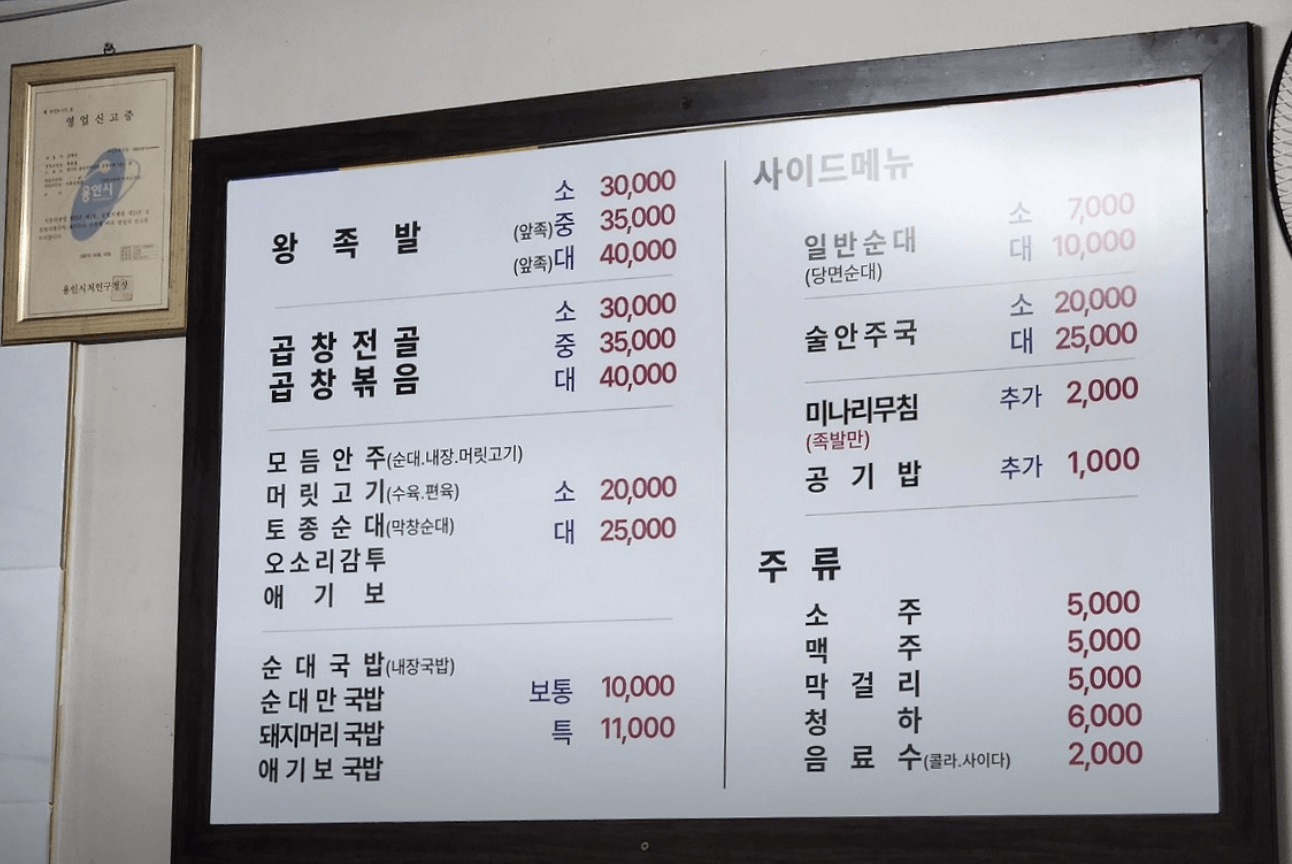 영업신고증
용인시
용인시처인구청장
왕족발
소 30,000
(앞족)중 35,000
(앞족)대 40,000
곱창전골
곱창볶음
소 30,000
중 35,000
대 40,000
모듬안주(순대.내장.머릿고기)
머릿고기(수육.편육)
토종순대(막창순대)
오소리감투
애기보
소 20,000
대 25,000
순대국밥(내장국밥)
순대만국밥
돼지머리국밥
애기보국밥
보통 10,000
특 11,000
사이드메뉴
일반순대
(당면순대)
소 7,000
대 10,000
술안주국
소 20,000
대 25,000
미나리무침 추가 2,000
(족발만)
공기밥 추가 1,000
주류
소주 5,000
맥주 5,000
막걸리 5,000
청하 6,000
음료수(콜라.사이다) 2,000